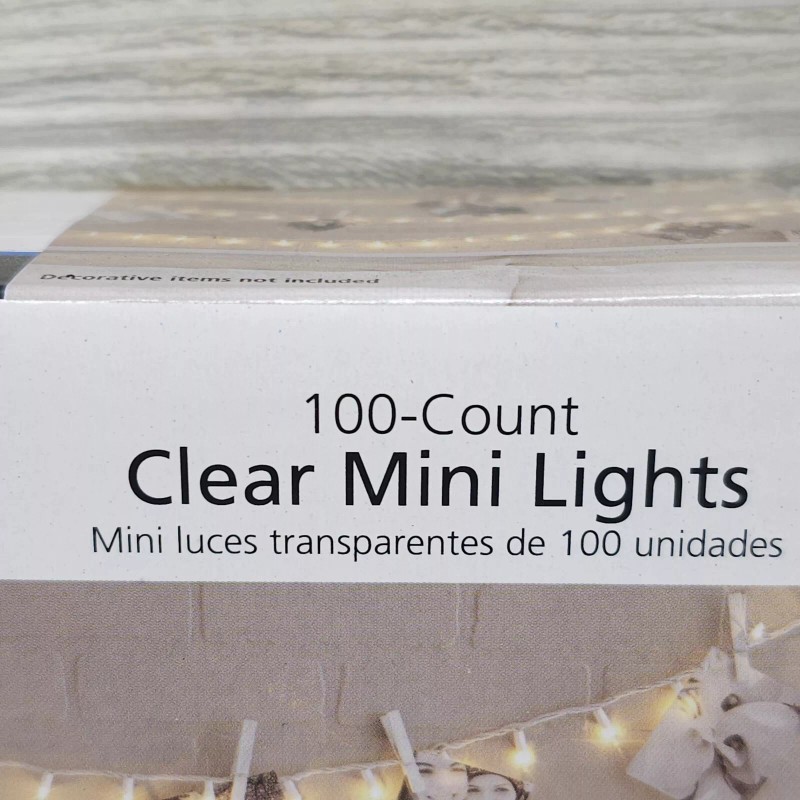 Decorative items not included
100-Count
Clear Mini Lights
Mini luces transparentes de 100 unidades